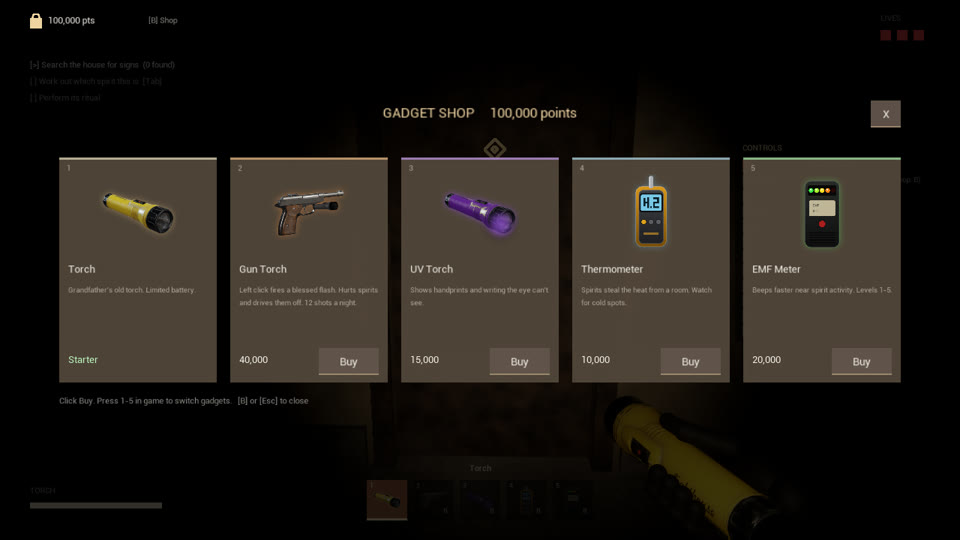 100,000 pts
[B] Shop
LIVES
[>] Search the house for signs (0 found)
[ ] Work out which spirit this is [Tab]
[ ] Perform its ritual
GADGET SHOP 100,000 points
X
CONTROLS
1
2
3
4
5
4.2
Torch
Gun Torch
UV Torch
Thermometer
EMF Meter
Grandfather's old torch. Limited battery.
Left click fires a blessed flash. Hurts spirits
and drives them off. 12 shots a night.
Shows handprints and writing the eye can't
see.
Spirits steal the heat from a room. Watch
for cold spots.
Beeps faster near spirit activity. Levels 1-5.
Starter
40,000
Buy
15,000
Buy
10,000
Buy
20,000
Buy
Click Buy. Press 1-5 in game to switch gadgets. [B] or [Esc] to close
Torch
TORCH
1